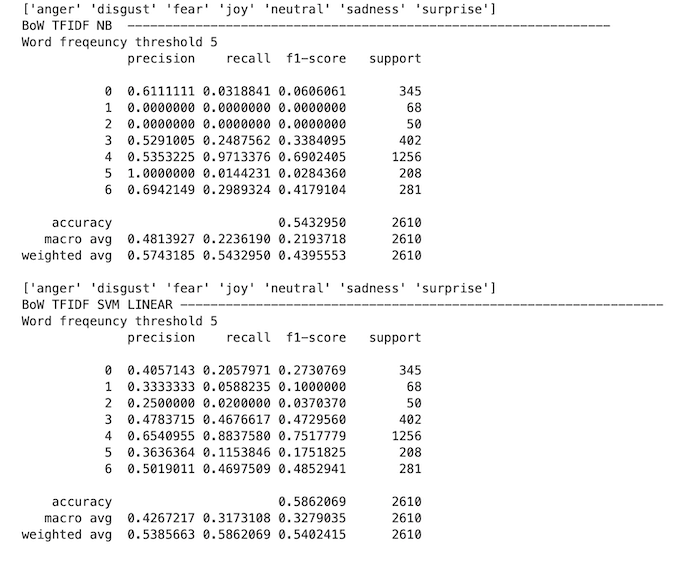 ['anger' 'disgust' 'fear' 'joy' 'neutral' 'sadness' 'surprise']
BoW TFIDF NB ----------------------------------------------------------------
Word freqeuncy threshold 5
precision recall f1-score support
0 0.6111111 0.0318841 0.0606061 345
1 0.0000000 0.0000000 0.0000000 68
2 0.0000000 0.0000000 0.0000000 50
3 0.5291005 0.2487562 0.3384095 402
4 0.5353225 0.9713376 0.6902405 1256
5 1.0000000 0.0144231 0.0284360 208
6 0.6942149 0.2989324 0.4179104 281
accuracy 0.5432950 2610
macro avg 0.4813927 0.2236190 0.2193718 2610
weighted avg 0.5743185 0.5432950 0.4395553 2610
['anger' 'disgust' 'fear' 'joy' 'neutral' 'sadness' 'surprise']
BoW TFIDF SVM LINEAR ----------------------------------------------------------------
Word freqeuncy threshold 5
precision recall f1-score support
0 0.4057143 0.2057971 0.2730769 345
1 0.3333333 0.0588235 0.1000000 68
2 0.2500000 0.0200000 0.0370370 50
3 0.4783715 0.4676617 0.4729560 402
4 0.6540955 0.8837580 0.7517779 1256
5 0.3636364 0.1153846 0.1751825 208
6 0.5019011 0.4697509 0.4852941 281
accuracy 0.5862069 2610
macro avg 0.4267217 0.3173108 0.3279035 2610
weighted avg 0.5385663 0.5862069 0.5402415 2610